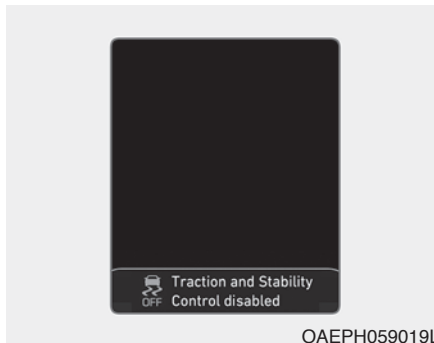 Traction and Stability
OFF Control disabled
OAEPH059019L